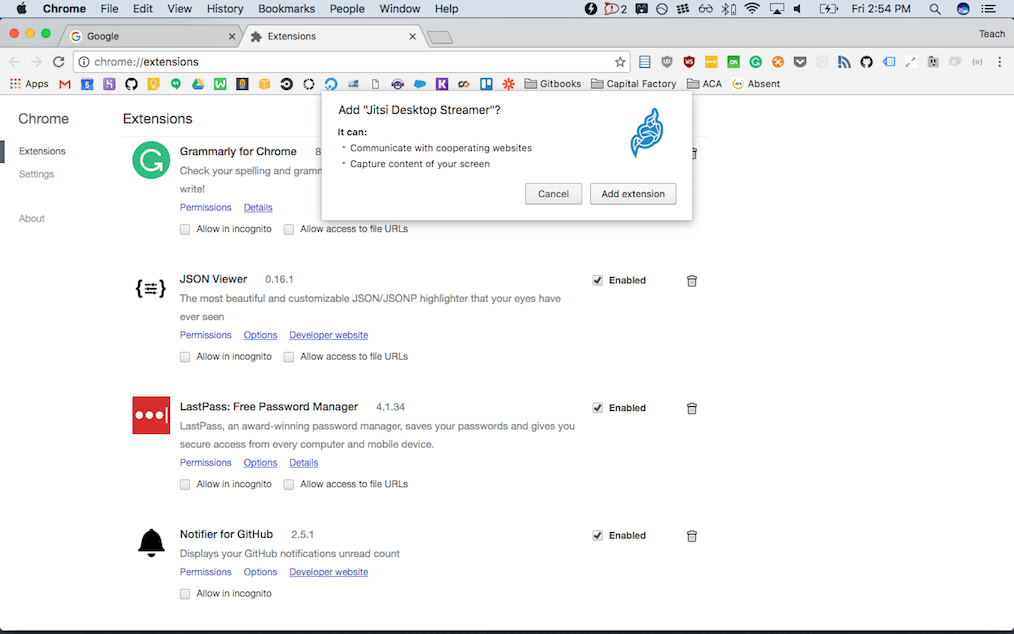 Chrome File Edit View History Bookmarks People Window Help
2 Fri 2:54 PM
Google
Extensions
Teach
chrome://extensions
Apps
Gitbooks
Capital Factory
ACA
Absent
Chrome
Extensions
Settings
About
Extensions
Add "Jitsi Desktop Streamer"?
It can:
Communicate with cooperating websites
Capture content of your screen
Cancel
Add extension
Grammarly for Chrome 8
Check your spelling and gramm
write!
Permissions Details
Allow in incognito Allow access to file URLs
JSON Viewer 0.16.1
Enabled
The most beautiful and customizable JSON/JSONP highlighter that your eyes have
ever seen
Permissions Options Developer website
Allow in incognito Allow access to file URLs
LastPass: Free Password Manager 4.1.34
Enabled
LastPass, an award-winning password manager, saves your passwords and gives you
secure access from every computer and mobile device.
Permissions Options Details
Allow in incognito Allow access to file URLs
Notifier for GitHub 2.5.1
Enabled
Displays your GitHub notifications unread count
Permissions Options Developer website
Allow in incognito